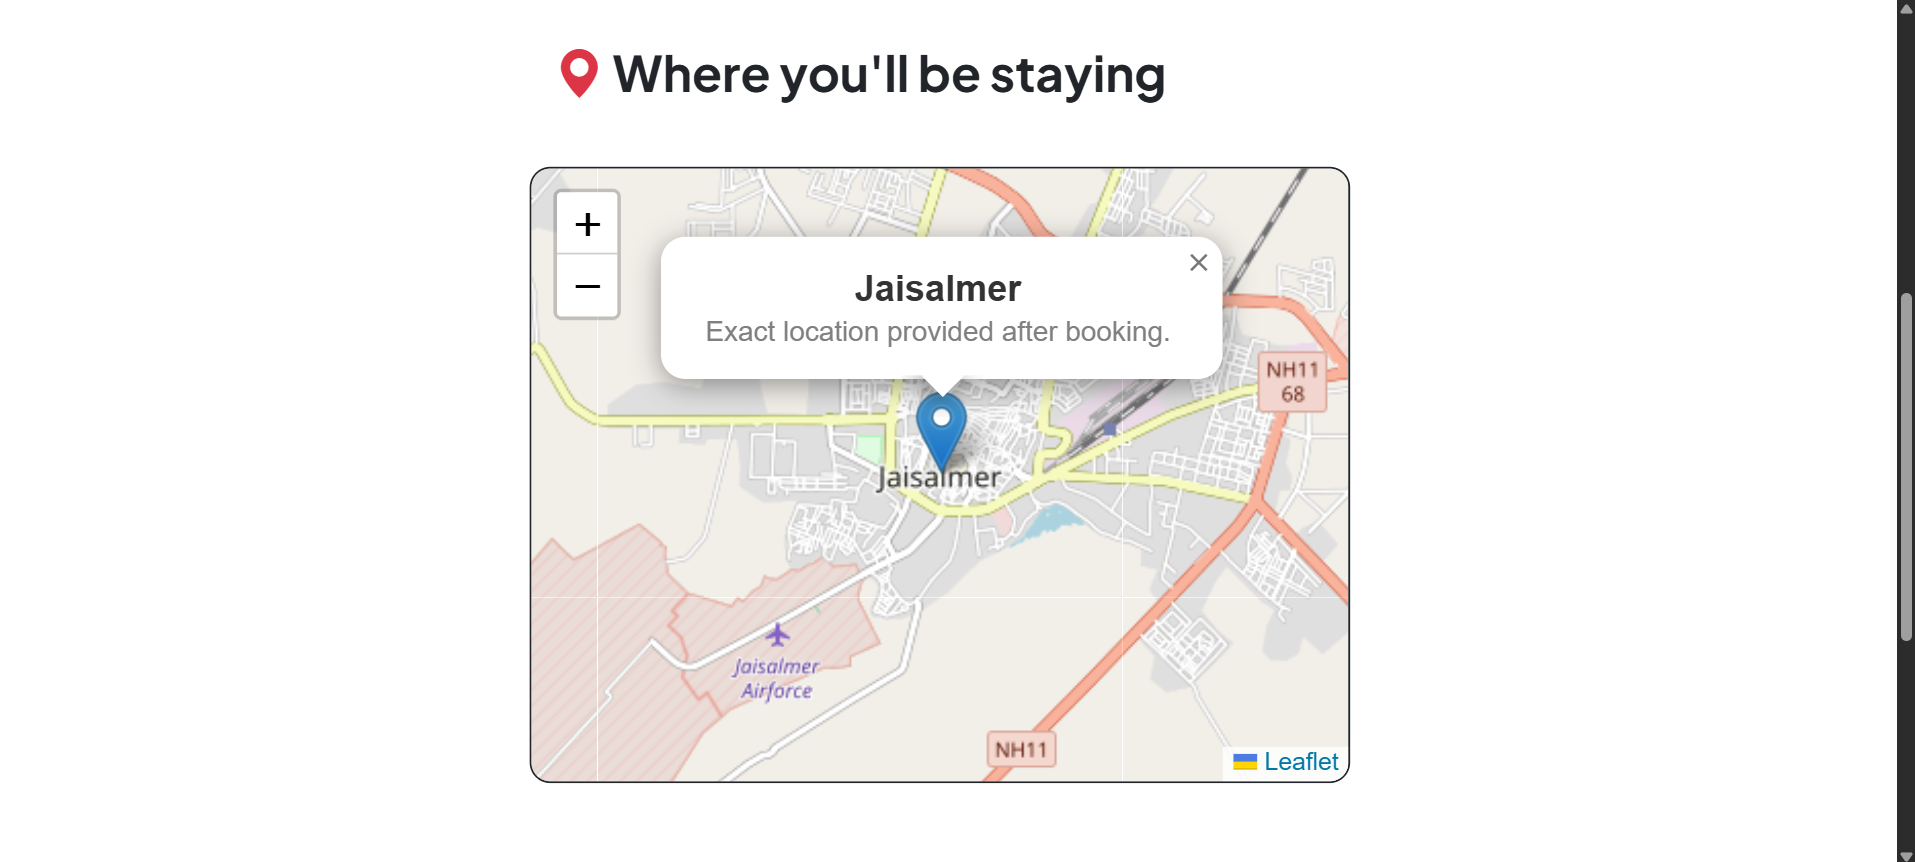 Where you'll be staying
+
−
Jaisalmer
Exact location provided after booking.
NH11
68
Jaisalmer
Jaisalmer
Airforce
NH11
Leaflet